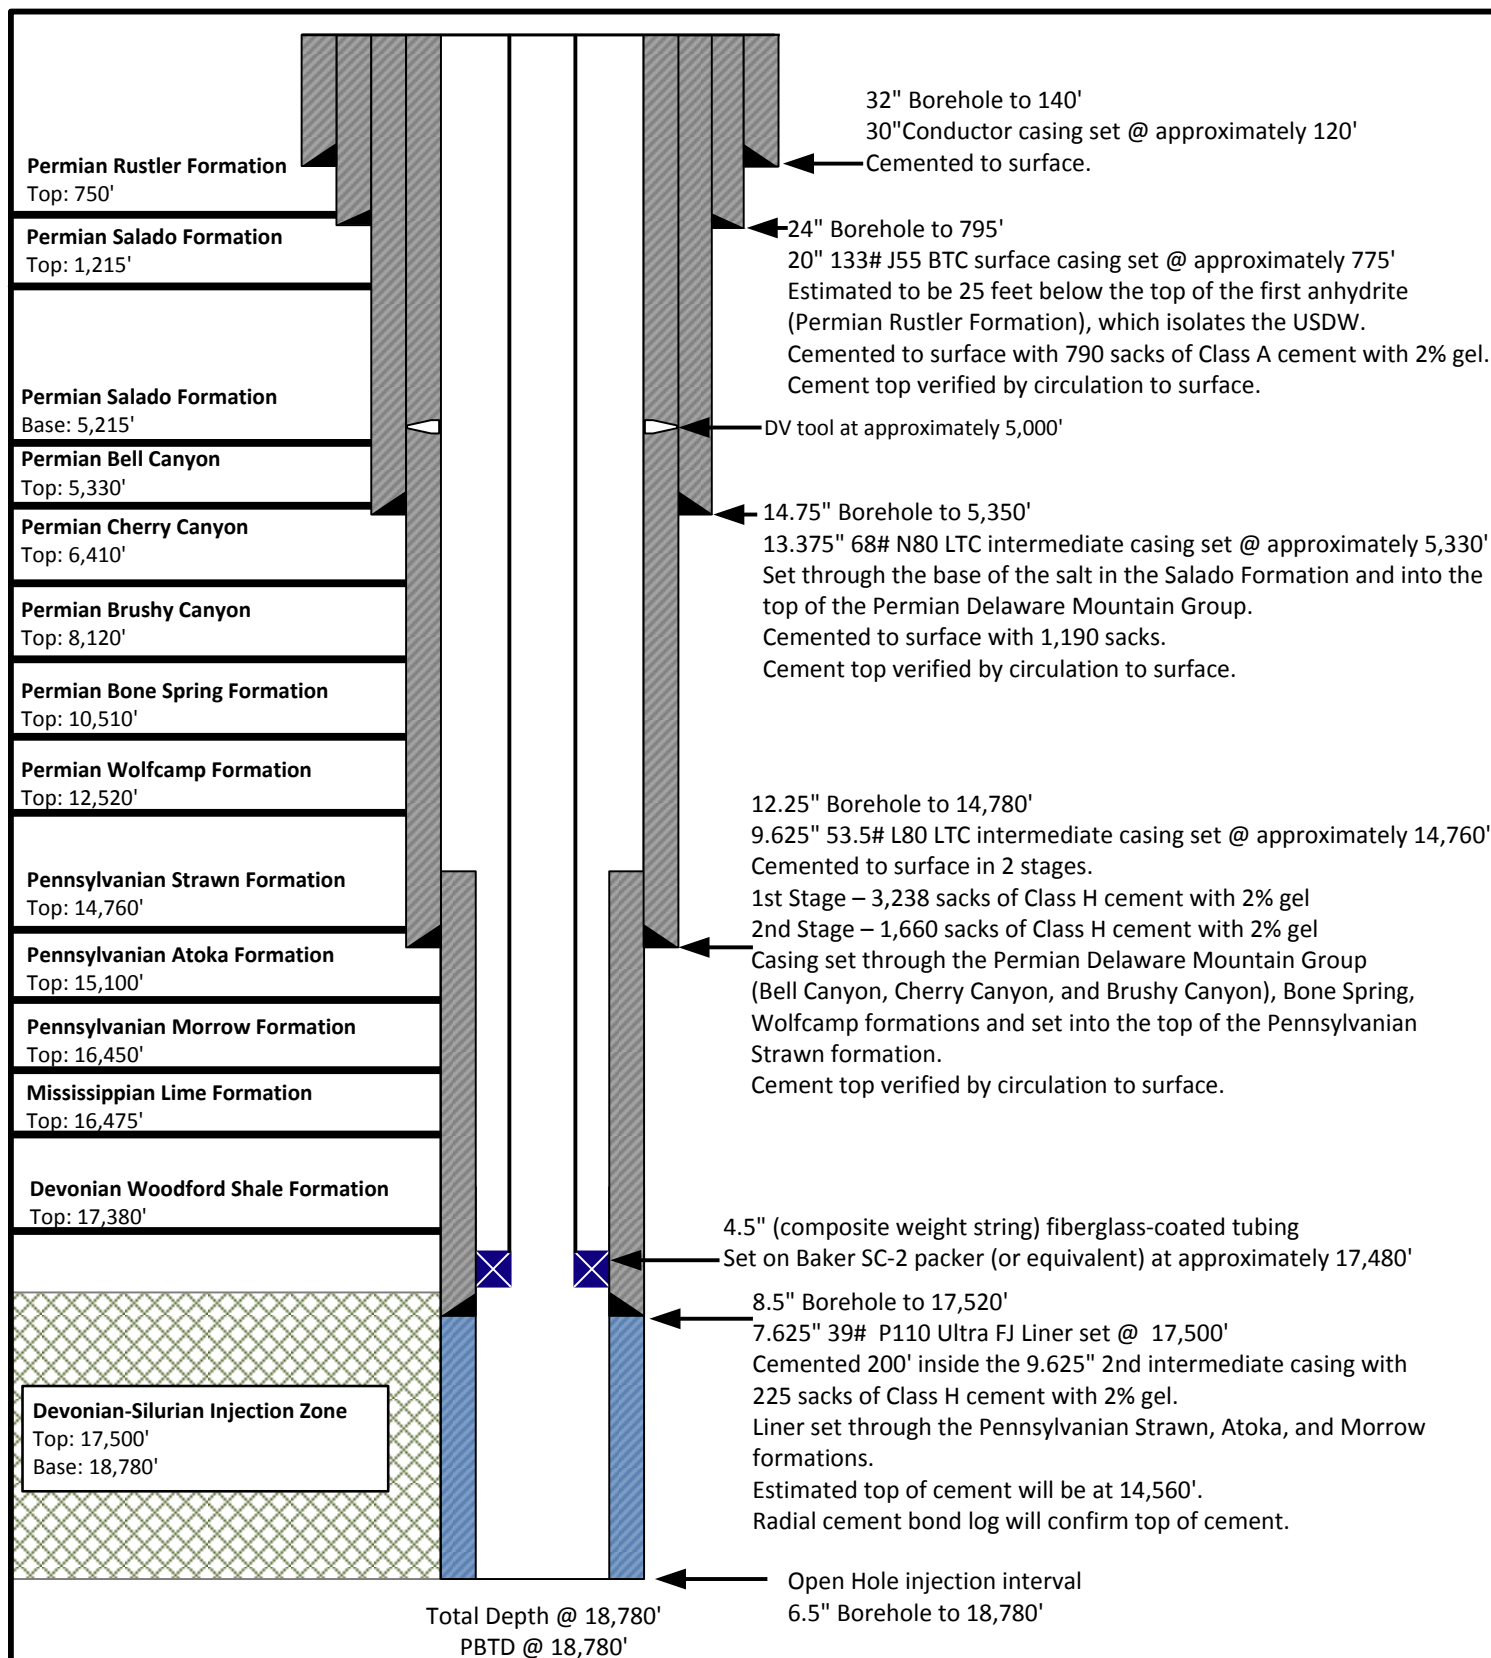 32" Borehole to 140'
30"Conductor casing set @ approximately 120'
Cemented to surface.
Permian Rustler Formation
Top: 750'
24" Borehole to 795'
20" 133# J55 BTC surface casing set @ approximately 775'
Estimated to be 25 feet below the top of the first anhydrite
(Permian Rustler Formation), which isolates the USDW.
Cemented to surface with 790 sacks of Class A cement with 2% gel.
Cement top verified by circulation to surface.
Permian Salado Formation
Top: 1,215'
Permian Salado Formation
Base: 5,215'
DV tool at approximately 5,000'
Permian Bell Canyon
Top: 5,330'
14.75" Borehole to 5,350'
13.375" 68# N80 LTC intermediate casing set @ approximately 5,330'
Set through the base of the salt in the Salado Formation and into the
top of the Permian Delaware Mountain Group.
Cemented to surface with 1,190 sacks.
Cement top verified by circulation to surface.
Permian Cherry Canyon
Top: 6,410'
Permian Brushy Canyon
Top: 8,120'
Permian Bone Spring Formation
Top: 10,510'
Permian Wolfcamp Formation
Top: 12,520'
12.25" Borehole to 14,780'
9.625" 53.5# L80 LTC intermediate casing set @ approximately 14,760'
Cemented to surface in 2 stages.
1st Stage – 3,238 sacks of Class H cement with 2% gel
2nd Stage – 1,660 sacks of Class H cement with 2% gel
Casing set through the Permian Delaware Mountain Group
(Bell Canyon, Cherry Canyon, and Brushy Canyon), Bone Spring,
Wolfcamp formations and set into the top of the Pennsylvanian
Strawn formation.
Cement top verified by circulation to surface.
Pennsylvanian Strawn Formation
Top: 14,760'
Pennsylvanian Atoka Formation
Top: 15,100'
Pennsylvanian Morrow Formation
Top: 16,450'
Mississippian Lime Formation
Top: 16,475'
Devonian Woodford Shale Formation
Top: 17,380'
4.5" (composite weight string) fiberglass-coated tubing
Set on Baker SC-2 packer (or equivalent) at approximately 17,480'
8.5" Borehole to 17,520'
7.625" 39#  P110 Ultra FJ Liner set @  17,500'
Cemented 200' inside the 9.625" 2nd intermediate casing with
225 sacks of Class H cement with 2% gel.
Liner set through the Pennsylvanian Strawn, Atoka, and Morrow
formations.
Estimated top of cement will be at 14,560'.
Radial cement bond log will confirm top of cement.
Devonian-Silurian Injection Zone
Top: 17,500'
Base: 18,780'
Open Hole injection interval
6.5" Borehole to 18,780'
Total Depth @ 18,780'
PBTD @ 18,780'